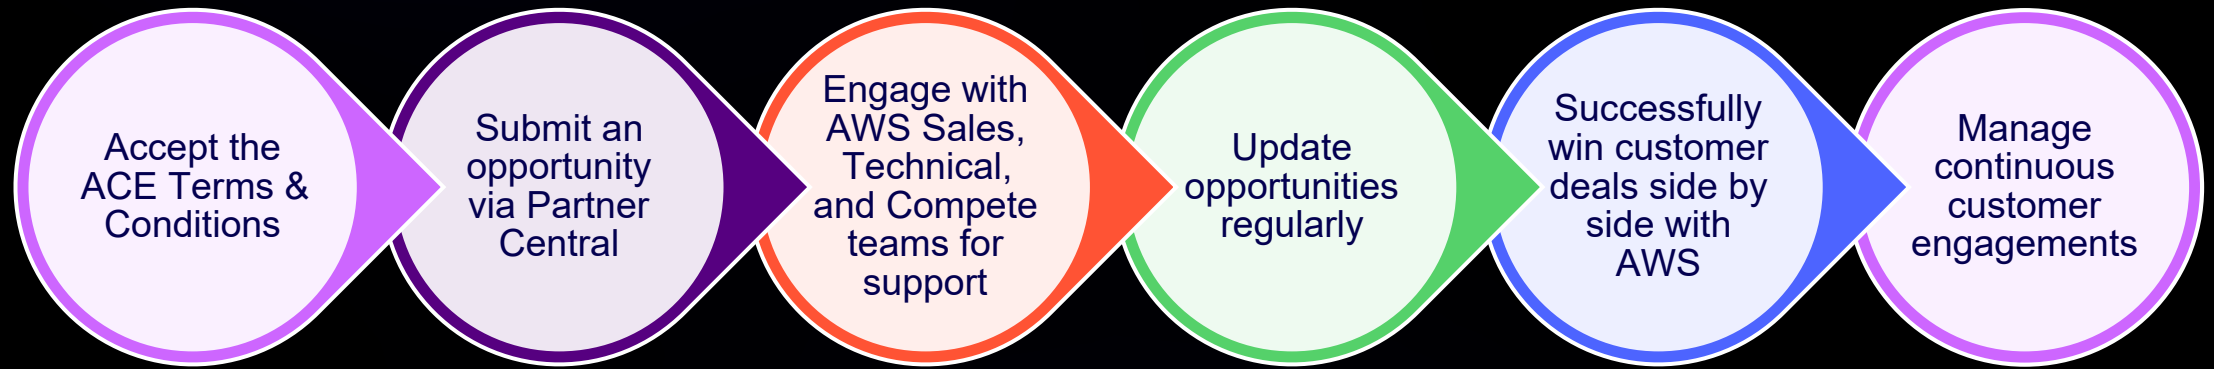 Accept the
ACE Terms &
Conditions
Submit an
opportunity
via Partner
Central
Engage with
AWS Sales,
Technical,
and Compete
teams for
support
Update
opportunities
regularly
Successfully
win customer
deals side by
side with
AWS
Manage
continuous
customer
engagements